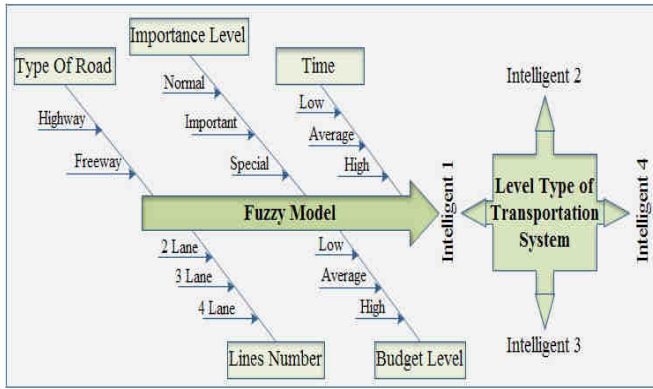 Importance Level
Type Of Road
Time
Normal
Low
Highway
Important
Average
Freeway
Special
High
Fuzzy Model
2 Lane
3 Lane
4 Lane
Low
Average
High
Lines Number
Budget Level
Intelligent 1
Intelligent 2
Level Type of
Transportation
System
Intelligent 4
Intelligent 3